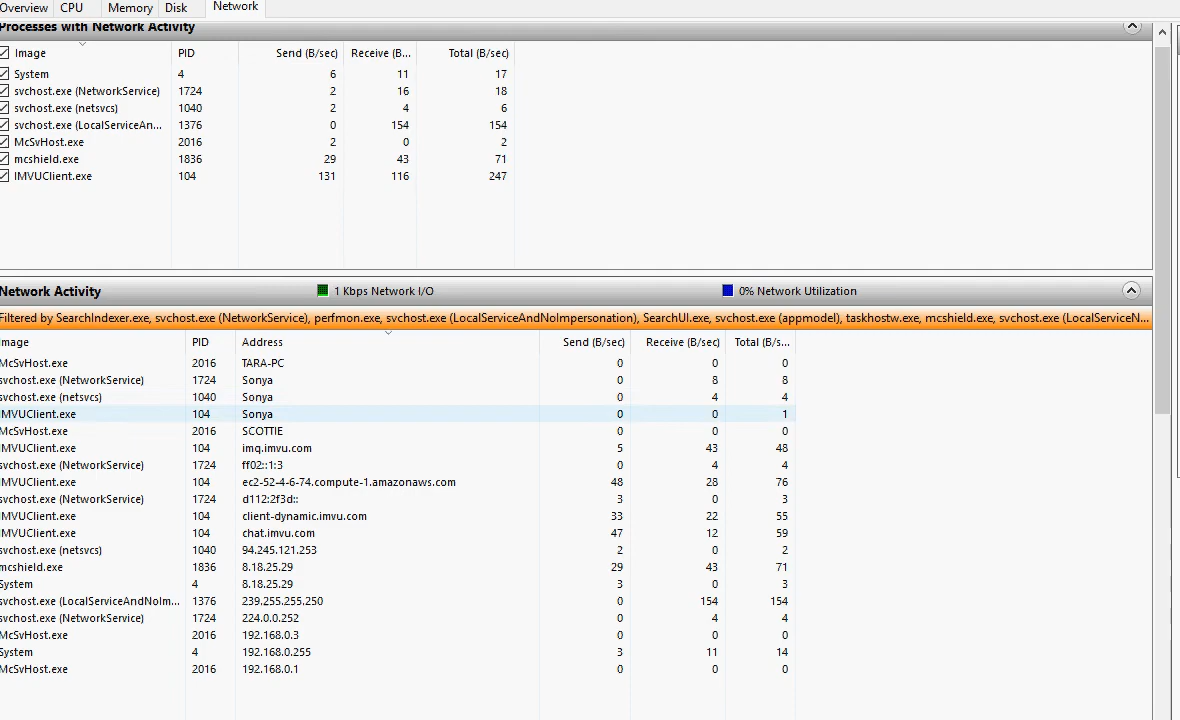 Overview CPU Memory Disk Network
Processes with Network Activity
Image PID Send (B/sec) Receive (B... Total (B/sec)
System 4 6 11 17
svchost.exe (NetworkService) 1724 2 16 18
svchost.exe (netsvcs) 1040 2 4 6
svchost.exe (LocalServiceAn... 1376 0 154 154
McSvHost.exe 2016 2 0 2
mcshield.exe 1836 29 43 71
IMVUClient.exe 104 131 116 247
Network Activity 1 Kbps Network I/O 0% Network Utilization
Filtered by SearchIndexer.exe, svchost.exe (NetworkService), perfmon.exe, svchost.exe (LocalServiceAndNoImpersonation), SearchUI.exe, svchost.exe (appmodel), taskhostw.exe, mcshield.exe, svchost.exe (LocalServiceN...
Image PID Address Send (B/sec) Receive (B/sec) Total (B/s...
McSvHost.exe 2016 TARA-PC 0 0 0
svchost.exe (NetworkService) 1724 Sonya 0 8 8
svchost.exe (netsvcs) 1040 Sonya 0 4 4
IMVUClient.exe 104 Sonya 0 0 1
McSvHost.exe 2016 SCOTTIE 0 0 0
IMVUClient.exe 104 imq.imvu.com 5 43 48
svchost.exe (NetworkService) 1724 ff02::1:3 0 4 4
IMVUClient.exe 104 ec2-52-4-6-74.compute-1.amazonaws.com 48 28 76
svchost.exe (NetworkService) 1724 d112:2f3d:: 3 0 3
IMVUClient.exe 104 client-dynamic.imvu.com 33 22 55
IMVUClient.exe 104 chat.imvu.com 47 12 59
svchost.exe (netsvcs) 1040 94.245.121.253 2 0 2
mcshield.exe 1836 8.18.25.29 29 43 71
System 4 8.18.25.29 3 0 3
svchost.exe (LocalServiceAndNoIm... 1376 239.255.255.250 0 154 154
svchost.exe (NetworkService) 1724 224.0.0.252 0 4 4
McSvHost.exe 2016 192.168.0.3 0 0 0
System 4 192.168.0.255 3 11 14
McSvHost.exe 2016 192.168.0.1 0 0 0